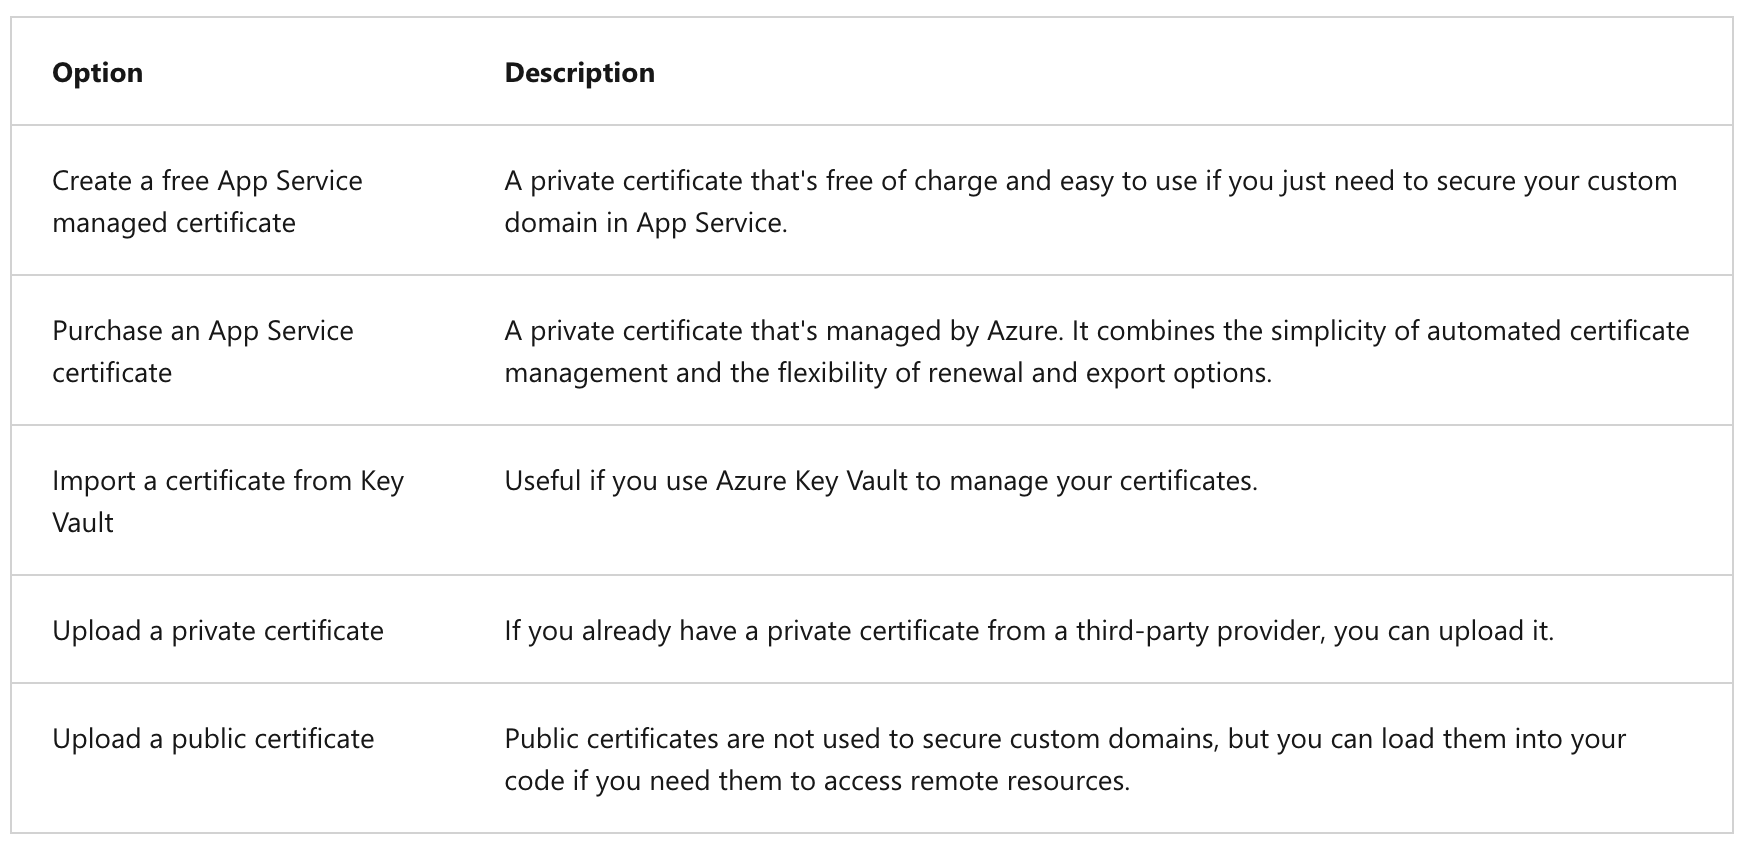 Option
Description
Create a free App Service
managed certificate
A private certificate that's free of charge and easy to use if you just need to secure your custom
domain in App Service.
Purchase an App Service
certificate
A private certificate that's managed by Azure. It combines the simplicity of automated certificate
management and the flexibility of renewal and export options.
Import a certificate from Key
Vault
Useful if you use Azure Key Vault to manage your certificates.
Upload a private certificate
If you already have a private certificate from a third-party provider, you can upload it.
Upload a public certificate
Public certificates are not used to secure custom domains, but you can load them into your
code if you need them to access remote resources.